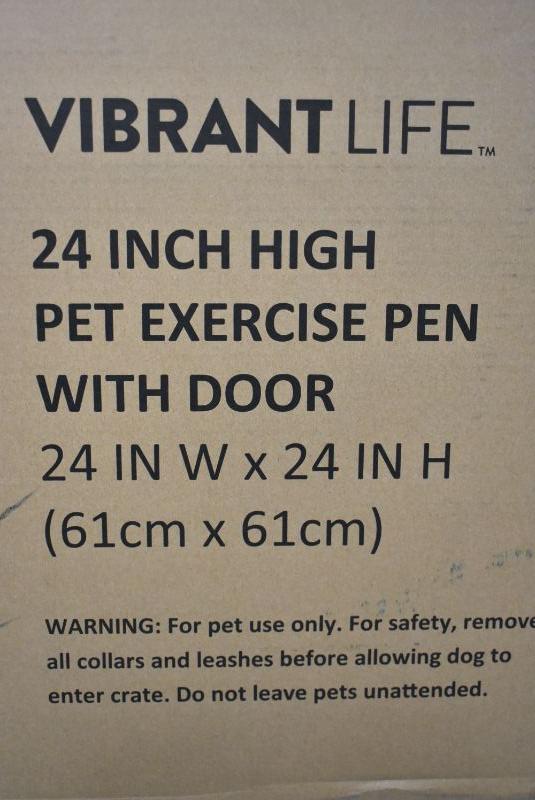 VIBRANT LIFE™
24 INCH HIGH
PET EXERCISE PEN
WITH DOOR
24 IN W x 24 IN H
(61cm x 61cm)
WARNING: For pet use only. For safety, remove
all collars and leashes before allowing dog to
enter crate. Do not leave pets unattended.